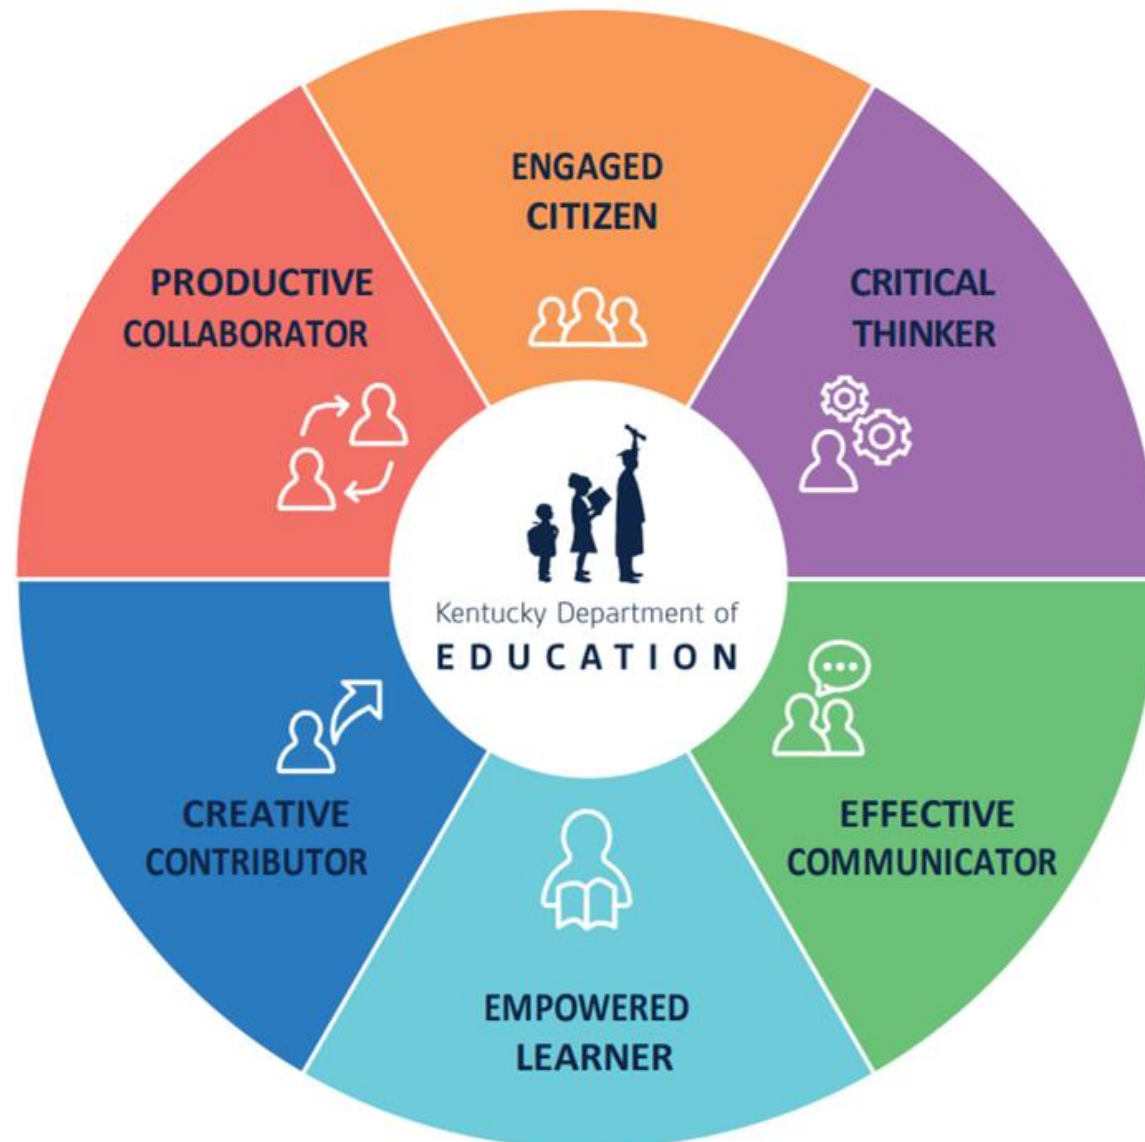 ENGAGED
CITIZEN
CRITICAL
THINKER
EFFECTIVE
COMMUNICATOR
EMPOWERED
LEARNER
CREATIVE
CONTRIBUTOR
PRODUCTIVE
COLLABORATOR
Kentucky Department of
EDUCATION